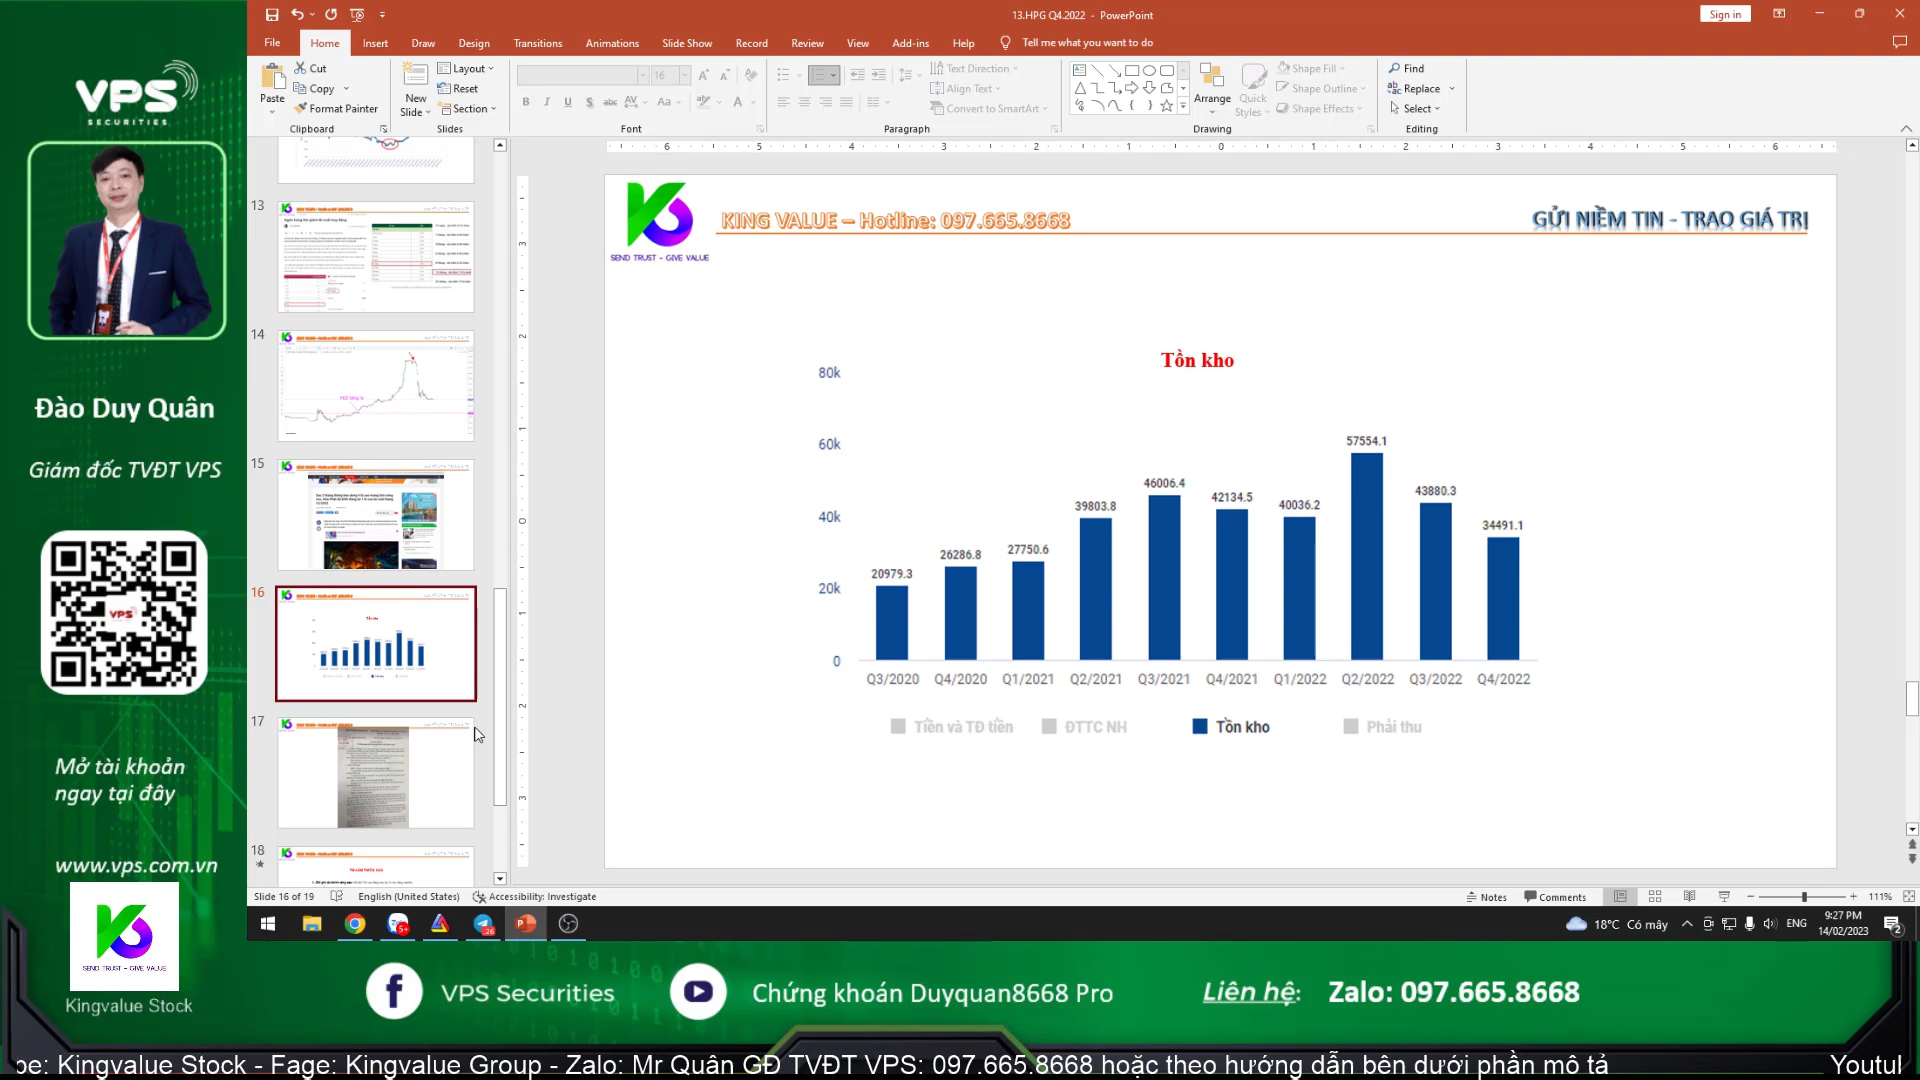 VPS
SECURITIES
Đào Duy Quân
Giám đốc TVĐT VPS
VPS
Mở tài khoản
ngay tại đây
www.vps.com.vn
SEND TRUST - GIVE VALUE
Kingvalue Stock
13.HPG Q4.2022 - PowerPoint
Sign in
File Home Insert Draw Design Transitions Animations Slide Show Record Review View Add-ins Help Tell me what you want to do
Paste
Cut
Copy
Format Painter
Clipboard
New
Slide
Layout
Reset
Section
Slides
16
Font
Text Direction
Align Text
Convert to SmartArt
Paragraph
Arrange
Quick
Styles
Shape Fill
Shape Outline
Shape Effects
Drawing
Find
Replace
Select
Editing
13
14
15
16
17
18
KING VALUE – Hotline: 097.665.8668
GỬI NIỀM TIN - TRAO GIÁ TRỊ
SEND TRUST - GIVE VALUE
Tồn kho
80k
60k
40k
20k
0
20979.3
26286.8
27750.6
39803.8
46006.4
42134.5
40036.2
57554.1
43880.3
34491.1
Q3/2020 Q4/2020 Q1/2021 Q2/2021 Q3/2021 Q4/2021 Q1/2022 Q2/2022 Q3/2022 Q4/2022
Tiền và TĐ tiền ĐTTC NH Tồn kho Phải thu
Slide 16 of 19 English (United States) Accessibility: Investigate
Notes Comments 111%
18°C Có mây ENG
9:27 PM
14/02/2023
VPS Securities
Chứng khoán Duyquan8668 Pro
Liên hệ: Zalo: 097.665.8668
be: Kingvalue Stock - Fage: Kingvalue Group - Zalo: Mr Quân GĐ TVĐT VPS: 097.665.8668 hoặc theo hướng dẫn bên dưới phần mô tả Youtu